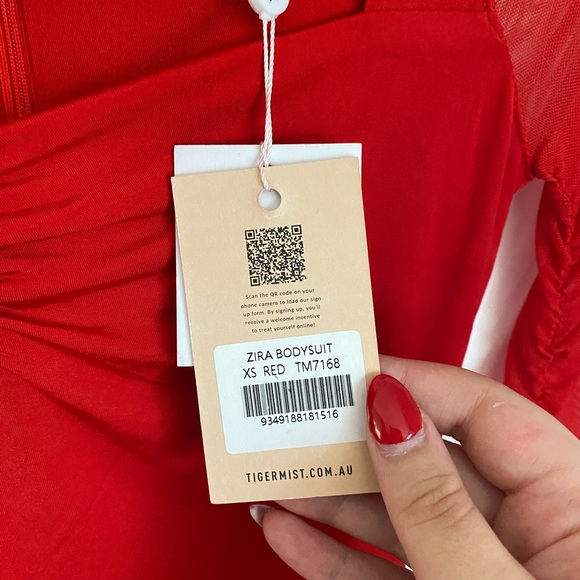 Scan the QR code on your
phone camera to load our sign
up form. By signing up, you'll
receive a welcome incentive
to treat yourself online!
ZIRA BODYSUIT
XS RED TM7168
9349188181516
TIGERMIST.COM.AU